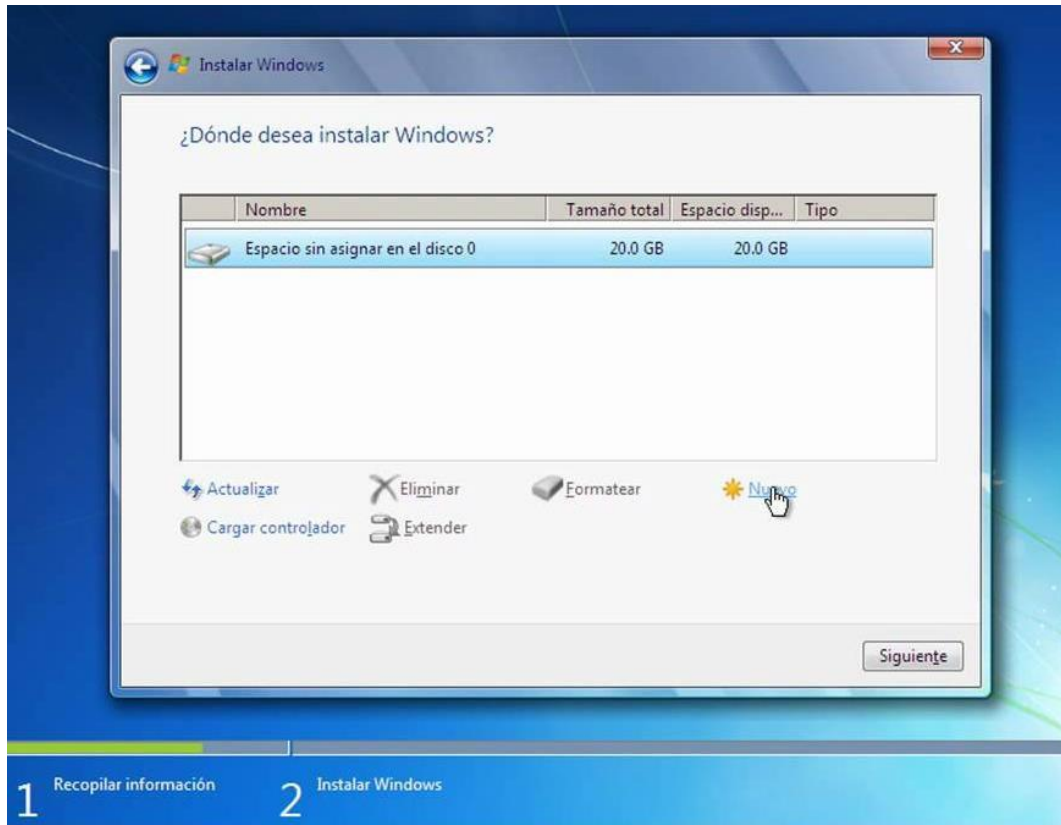 Instalar Windows
¿Dónde desea instalar Windows?
Nombre Tamaño total Espacio disp... Tipo
Espacio sin asignar en el disco 0 20.0 GB 20.0 GB
Actualizar Eliminar Formatear Nuevo
Cargar controlador Extender
Siguiente
1 Recopilar información 2 Instalar Windows